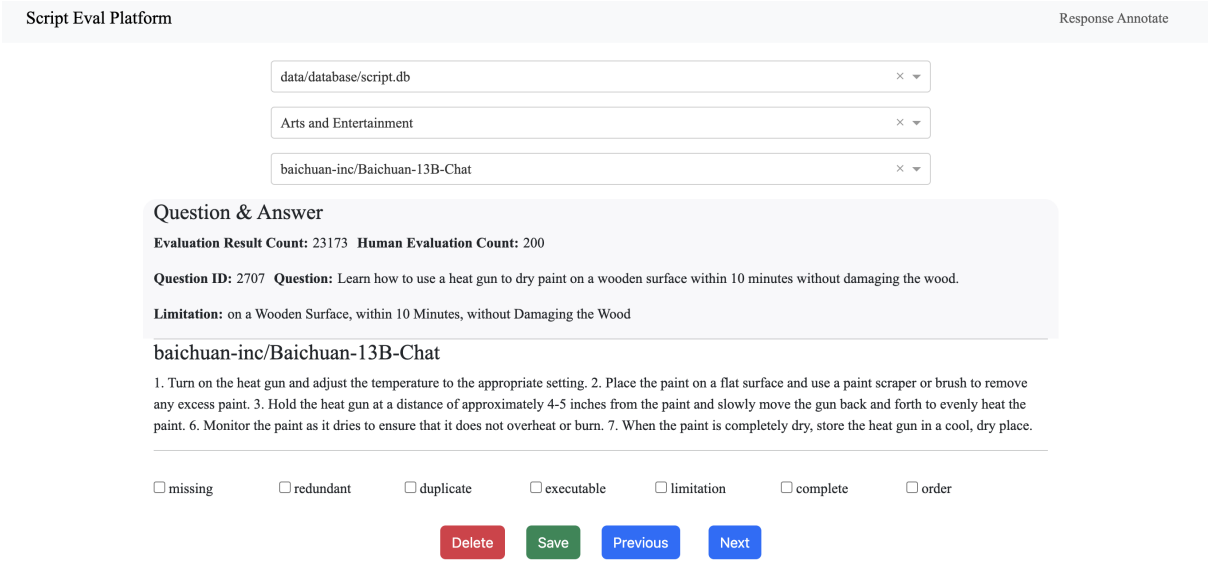 Script Eval Platform
Response Annotate
data/database/script.db
Arts and Entertainment
baichuan-inc/Baichuan-13B-Chat
Question & Answer
Evaluation Result Count: 23173 Human Evaluation Count: 200
Question ID: 2707 Question: Learn how to use a heat gun to dry paint on a wooden surface within 10 minutes without damaging the wood.
Limitation: on a Wooden Surface, within 10 Minutes, without Damaging the Wood
baichuan-inc/Baichuan-13B-Chat
1. Turn on the heat gun and adjust the temperature to the appropriate setting. 2. Place the paint on a flat surface and use a paint scraper or brush to remove
any excess paint. 3. Hold the heat gun at a distance of approximately 4-5 inches from the paint and slowly move the gun back and forth to evenly heat the
paint. 6. Monitor the paint as it dries to ensure that it does not overheat or burn. 7. When the paint is completely dry, store the heat gun in a cool, dry place.
missing redundant duplicate executable limitation complete order
Delete Save Previous Next